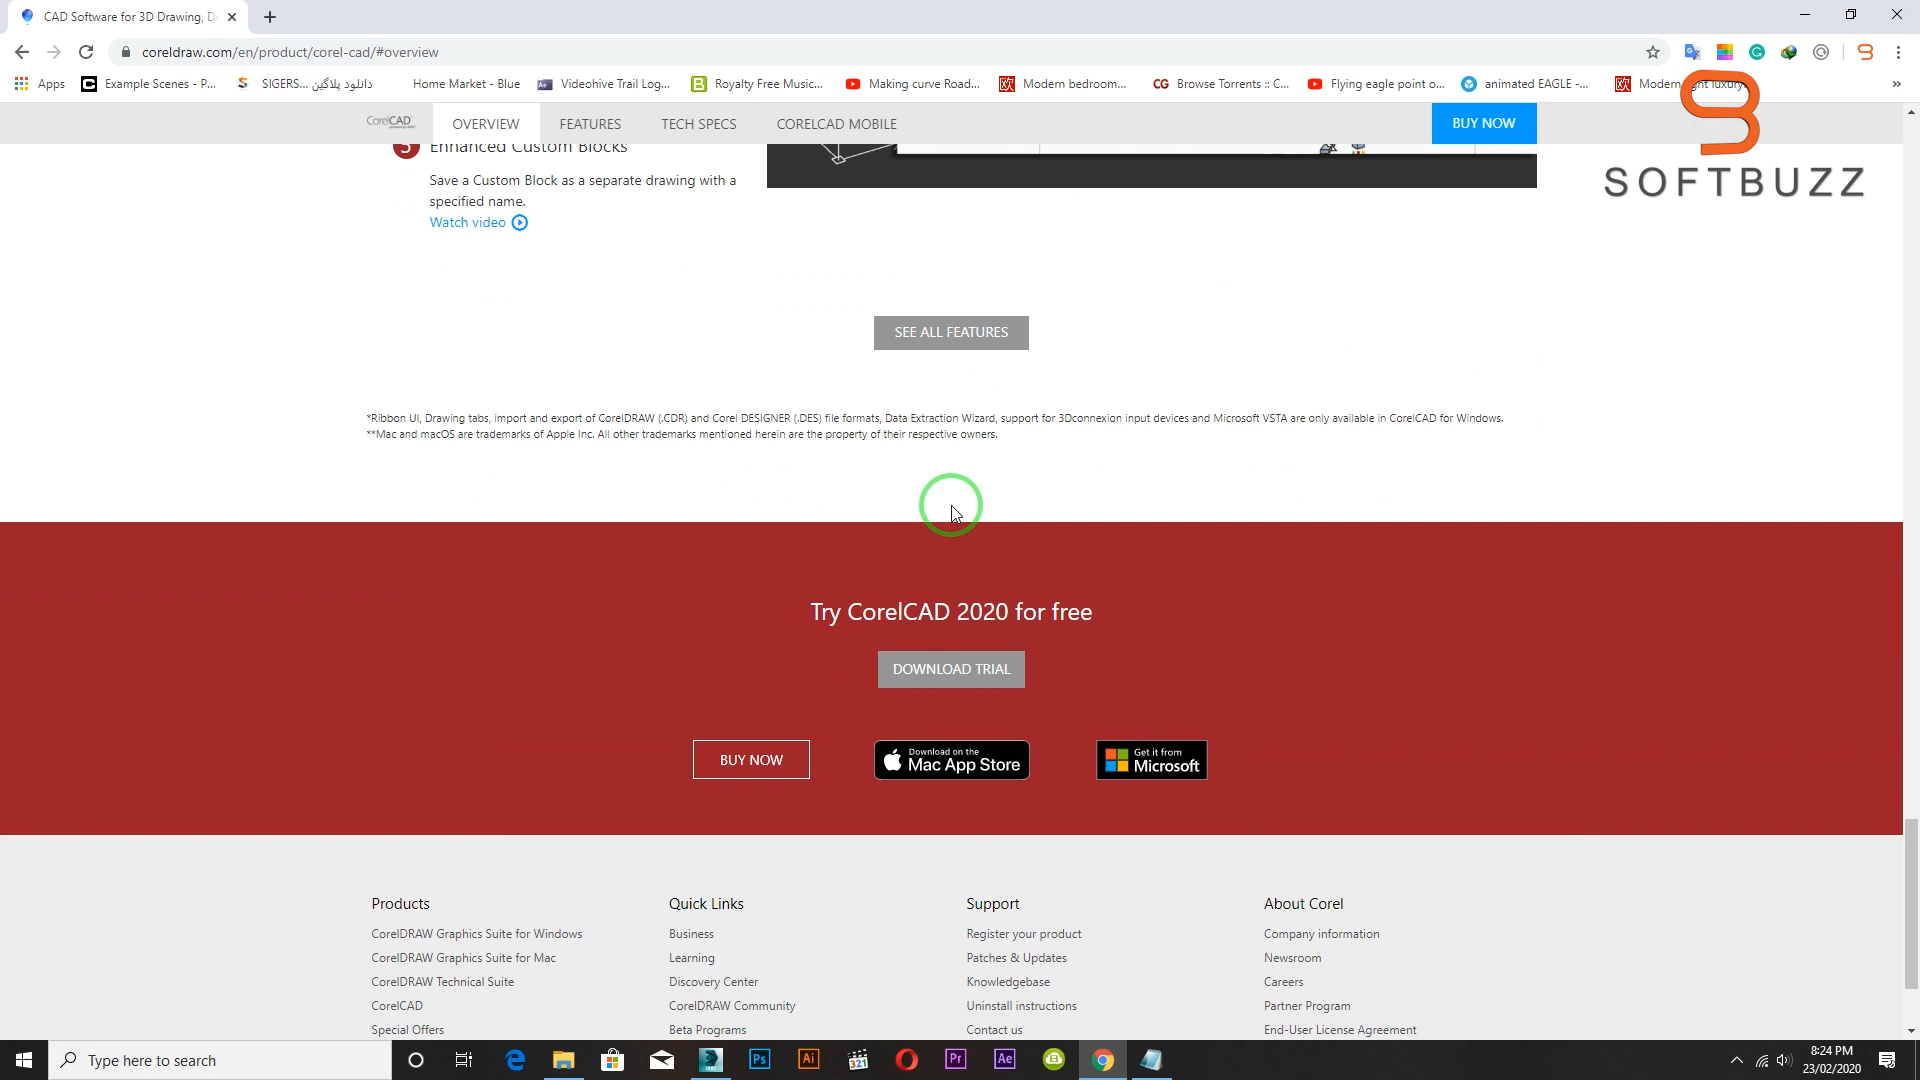 CAD Software for 3D Drawing, D
coreldraw.com/en/product/corel-cad/#overview
Apps
Example Scenes - P...
SIGERS... دانلود پلاگین
Home Market - Blue
Videohive Trail Log...
Royalty Free Music...
Making curve Road...
Modern bedroom...
CG Browse Torrents :: C...
Flying eagle point o...
animated EAGLE -...
CorelCAD
OVERVIEW
FEATURES
TECH SPECS
CORELCAD MOBILE
BUY NOW
SOFTBUZZ
5 Enhanced Custom Blocks
Save a Custom Block as a separate drawing with a
specified name.
Watch video
SEE ALL FEATURES
*Ribbon UI, Drawing tabs, import and export of CorelDRAW (.CDR) and Corel DESIGNER (.DES) file formats, Data Extraction Wizard, support for 3Dconnexion input devices and Microsoft VSTA are only available in CorelCAD for Windows.
**Mac and macOS are trademarks of Apple Inc. All other trademarks mentioned herein are the property of their respective owners.
Try CorelCAD 2020 for free
DOWNLOAD TRIAL
BUY NOW
Download on the
Mac App Store
Get it from
Microsoft
Products
CorelDRAW Graphics Suite for Windows
CorelDRAW Graphics Suite for Mac
CorelDRAW Technical Suite
CorelCAD
Special Offers
Quick Links
Business
Learning
Discovery Center
CorelDRAW Community
Beta Programs
Support
Register your product
Patches & Updates
Knowledgebase
Uninstall instructions
Contact us
About Corel
Company information
Newsroom
Careers
Partner Program
End-User License Agreement
Type here to search
Ps
Ai
321
Pr
Ae
8:24 PM
23/02/2020